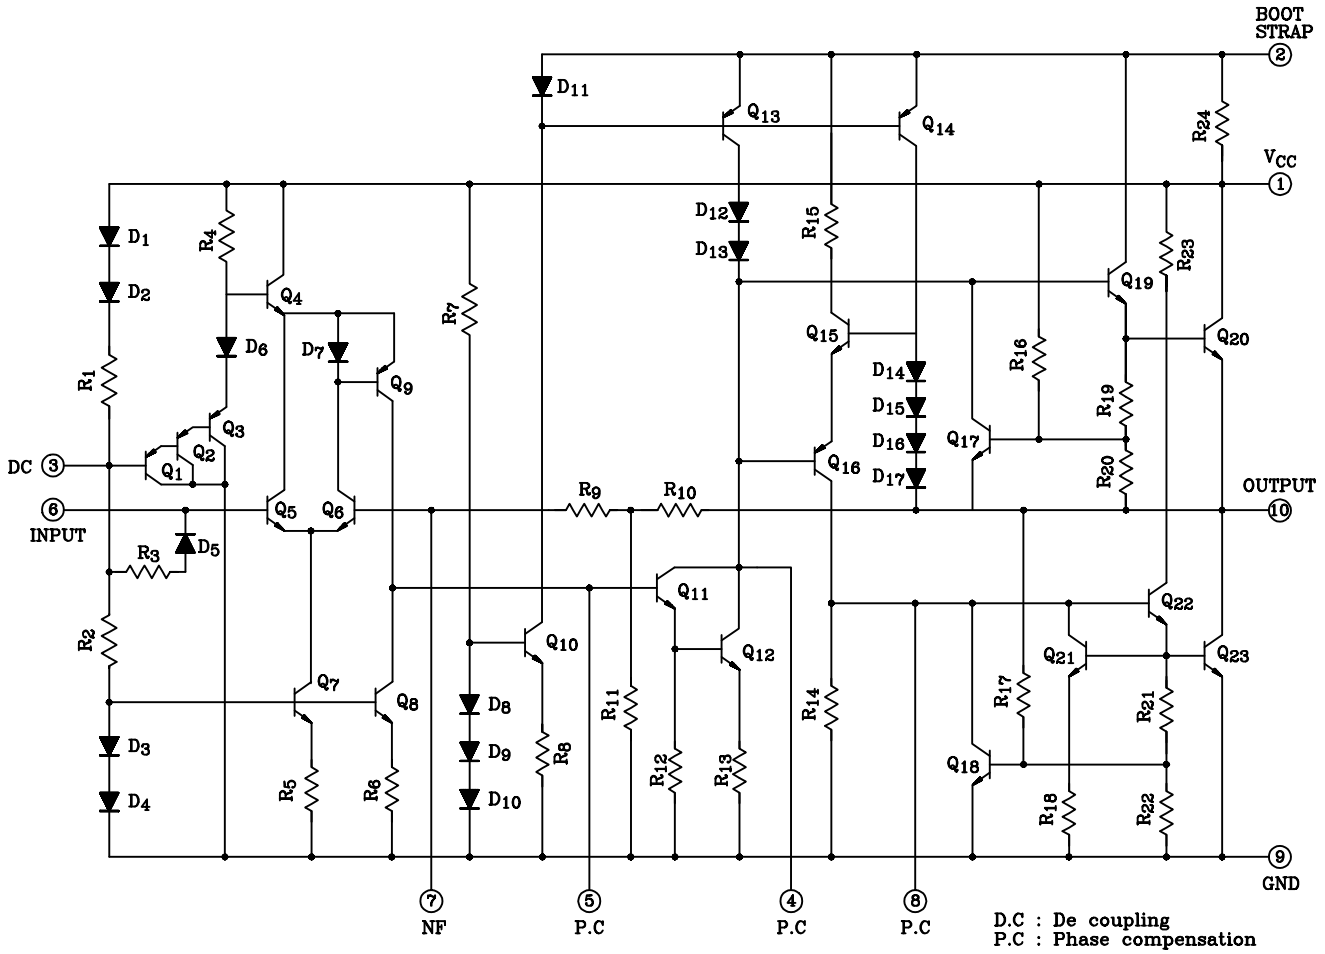 BOOT
STRAP
2
D11
Q13
Q14
R24
VCC
1
D1
R4
D12
R15
D13
R23
D2
Q4
Q19
R7
D6
D7
Q15
R16
Q20
R1
Q9
D14
R19
D15
Q3
Q2
Q17
D16
DC 3
Q1
Q16
D17
R20
R9
R10
OUTPUT
6
Q5
Q6
10
INPUT
R3
D5
Q11
Q22
R2
Q10
Q12
Q21
Q23
Q7
Q8
R17
D8
R11
R14
R21
D3
D9
R8
Q18
R5
R6
R12
R13
D4
D10
R18
R22
9
GND
7
5
4
8
NF
P.C
P.C
P.C
D.C : De coupling
P.C : Phase compensation